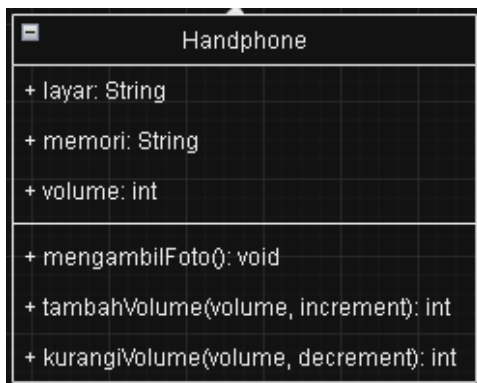 Handphone
+ layar: String
+ memori: String
+ volume: int
+ mengambilFoto(): void
+ tambahVolume(volume, increment): int
+ kurangiVolume(volume, decrement): int